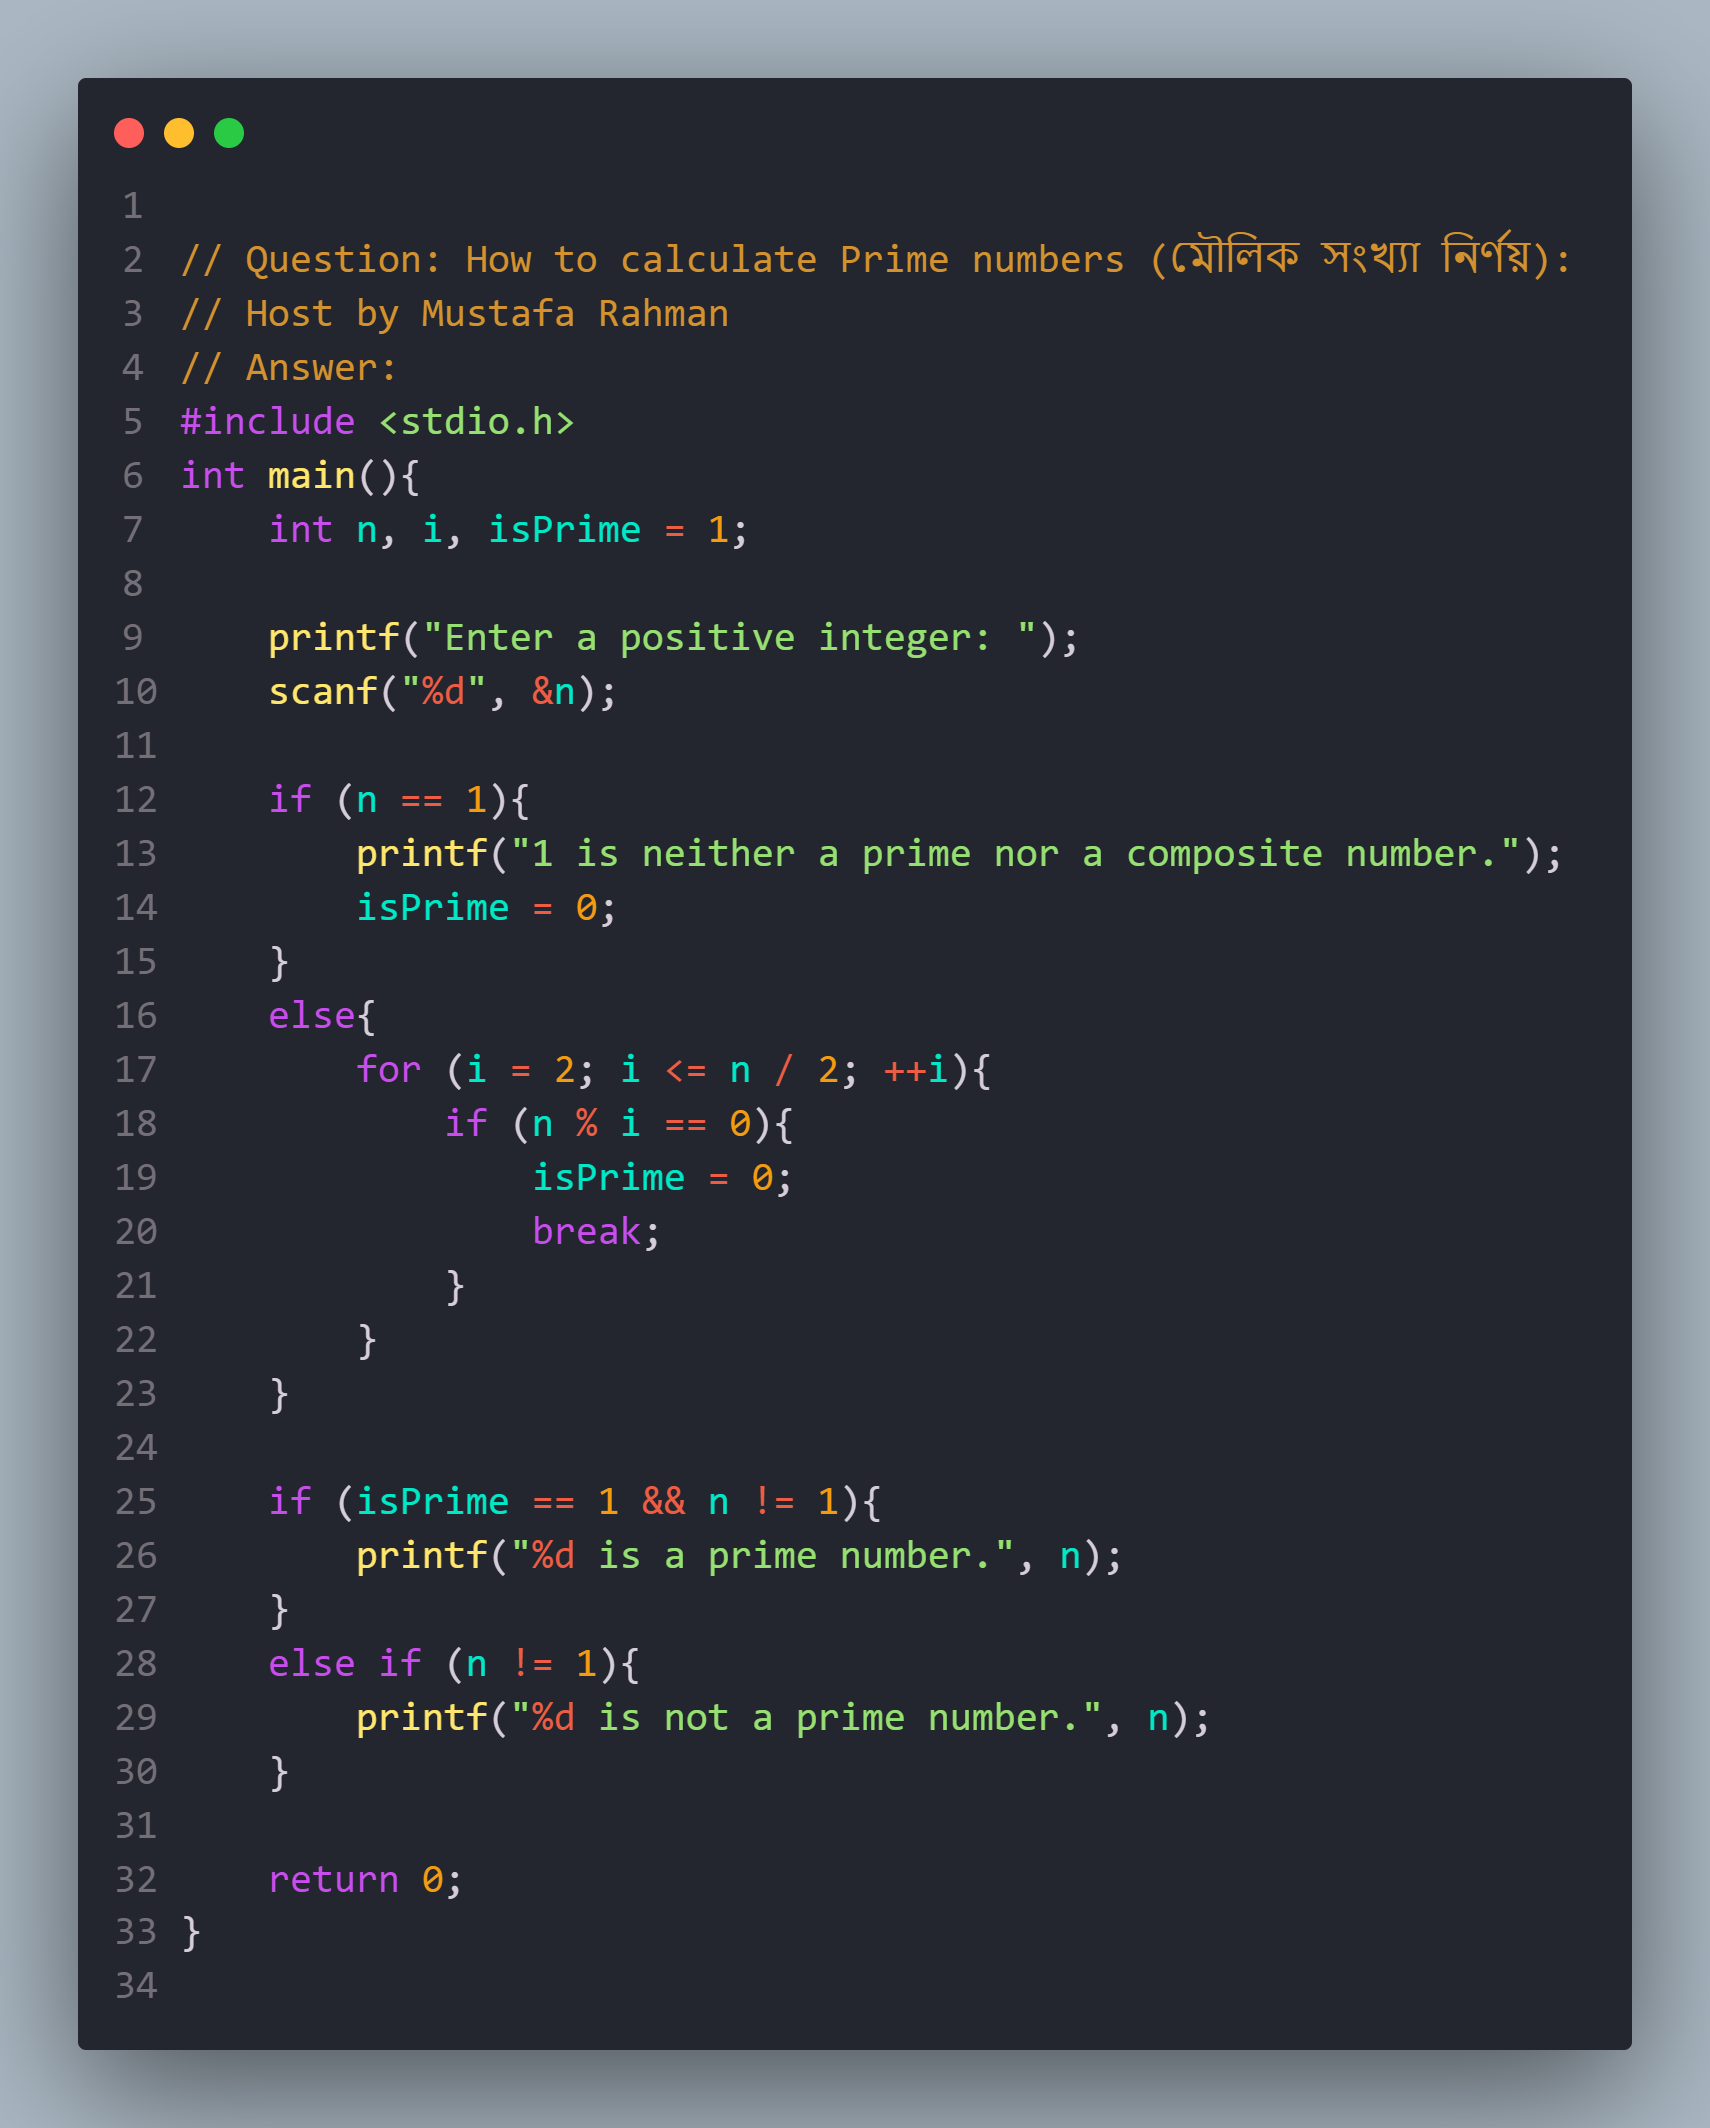 1
2 // Question: How to calculate Prime numbers (মৌলিক সংখ্যা নির্ণয়):
3 // Host by Mustafa Rahman
4 // Answer:
5 #include <stdio.h>
6 int main(){
7     int n, i, isPrime = 1;
8
9     printf("Enter a positive integer: ");
10     scanf("%d", &n);
11
12     if (n == 1){
13         printf("1 is neither a prime nor a composite number.");
14         isPrime = 0;
15     }
16     else{
17         for (i = 2; i <= n / 2; ++i){
18             if (n % i == 0){
19                 isPrime = 0;
20                 break;
21             }
22         }
23     }
24
25     if (isPrime == 1 && n != 1){
26         printf("%d is a prime number.", n);
27     }
28     else if (n != 1){
29         printf("%d is not a prime number.", n);
30     }
31
32     return 0;
33 }
34